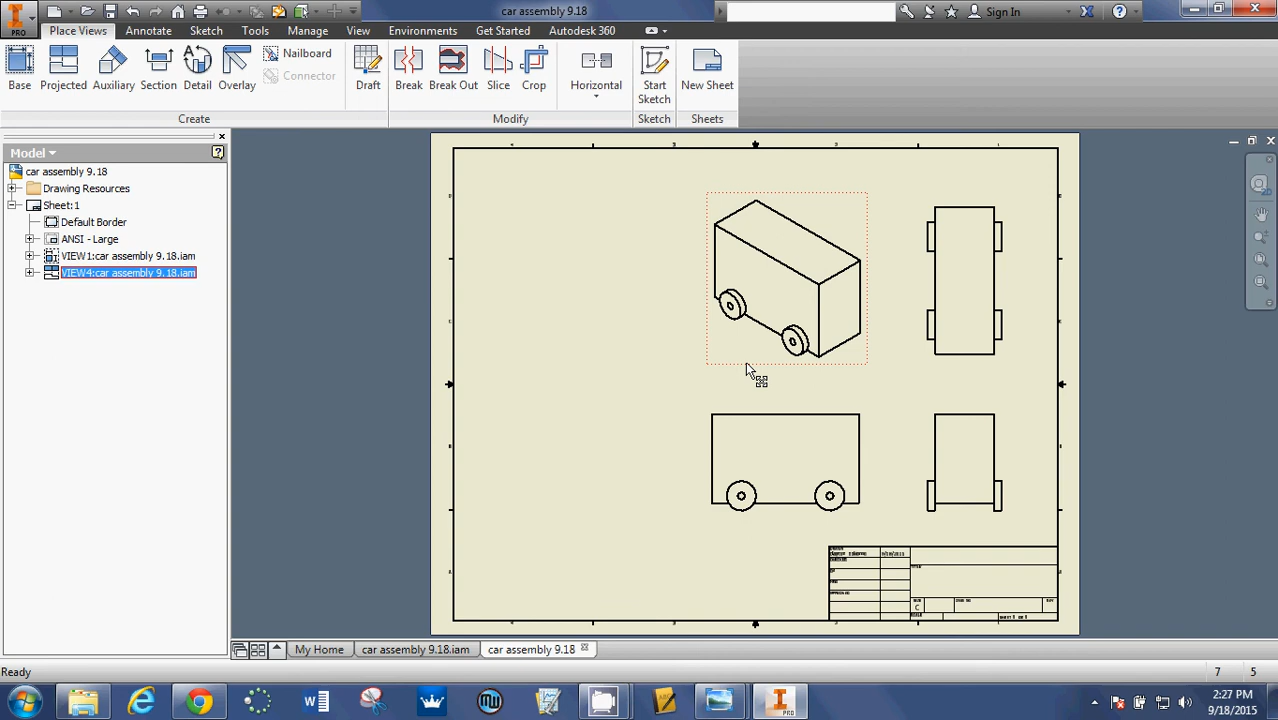 car assembly 9.18
Sign In
PRO
Place Views
Annotate
Sketch
Tools
Manage
View
Environments
Get Started
Autodesk 360
Base
Projected
Auxiliary
Section
Detail
Overlay
Nailboard
Connector
Draft
Break
Break Out
Slice
Crop
Horizontal
Start
Sketch
New Sheet
Create
Modify
Sketch
Sheets
Model
car assembly 9.18
Drawing Resources
Sheet:1
Default Border
ANSI - Large
VIEW1:car assembly 9.18.iam
VIEW4:car assembly 9.18.iam
TITLE
C
My Home
car assembly 9.18.iam
car assembly 9.18
Ready
7
5
PRO
2:27 PM
9/18/2015